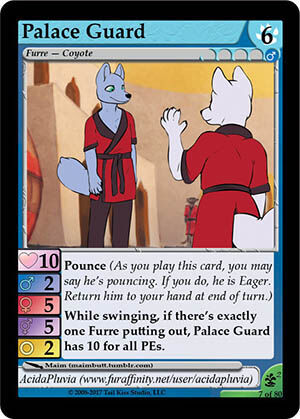 Palace Guard
6
Furre — Coyote
10
Pounce (As you play this card, you may
2
say he's pouncing. If you do, he is Eager.
Return him to your hand at end of turn.)
5
While swinging, if there's exactly
5
one Furre putting out, Palace Guard
2
has 10 for all PEs.
Maim (maimbutt.tumblr.com)
AcidaPluvia (www.furaffinity.net/user/acidapluvia)
© 2008-2017 Tail Kiss Studio, LLC
7 of 80